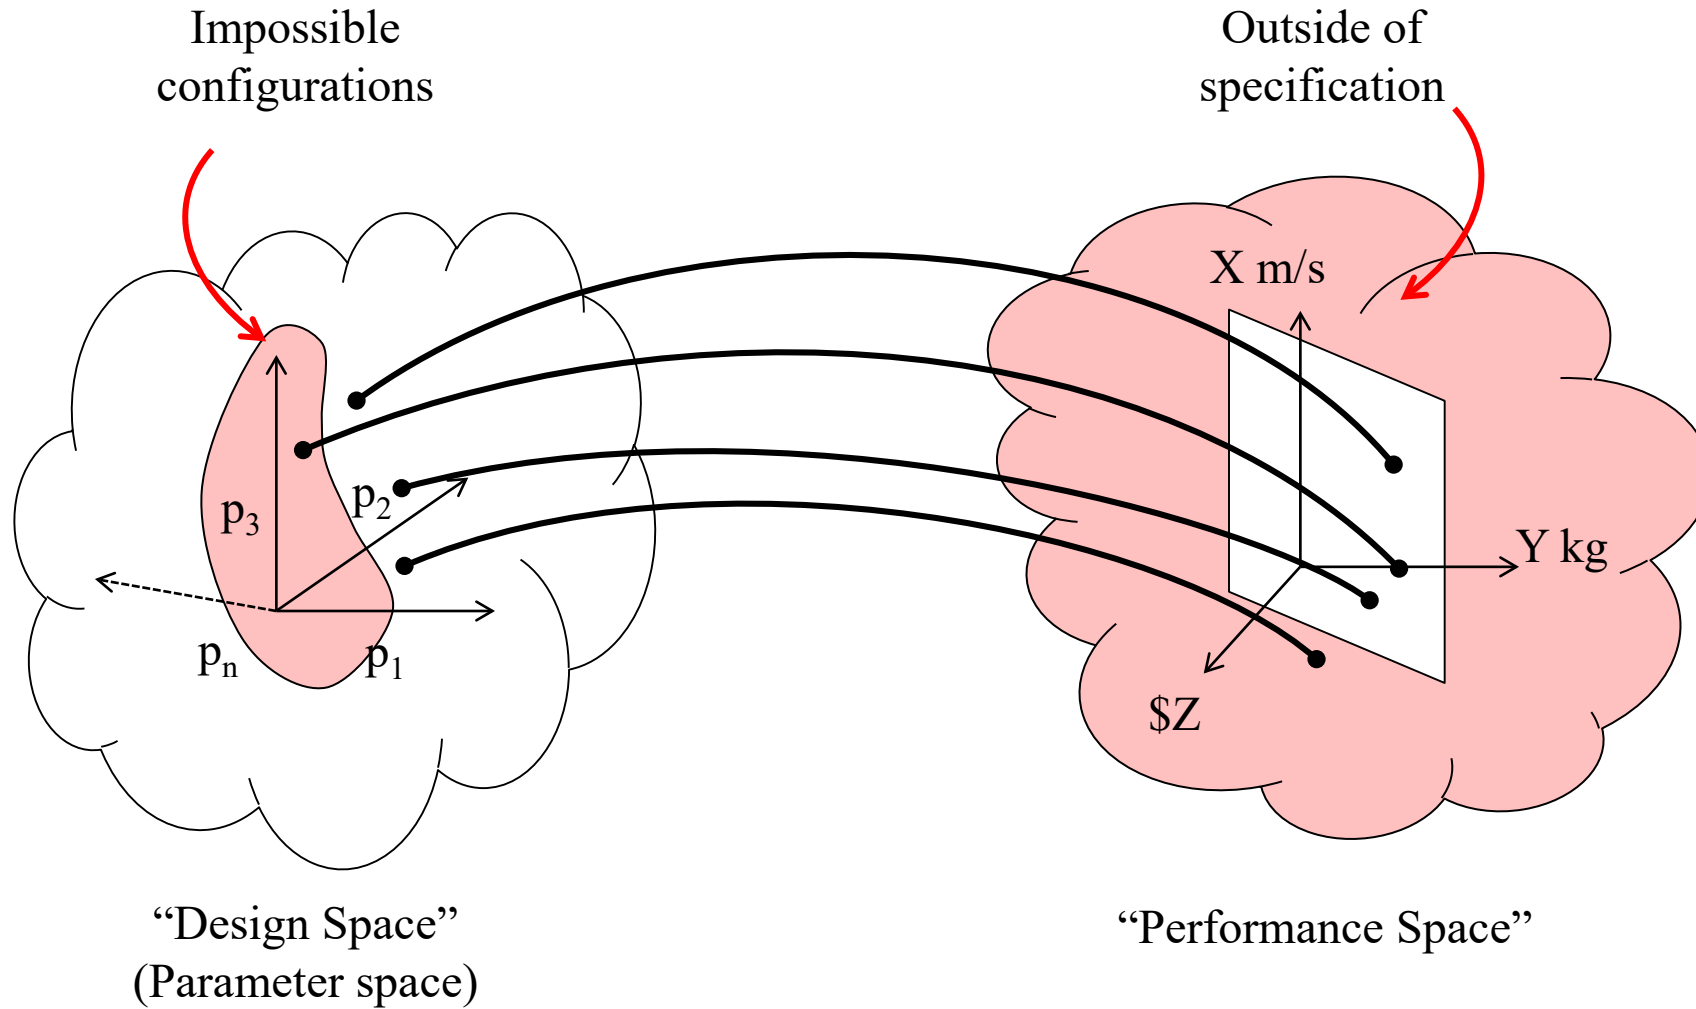 Impossible
configurations
Outside of
specification
X m/s
p2
p3
Y kg
pn
p1
$Z
“Design Space”
(Parameter space)
“Performance Space”